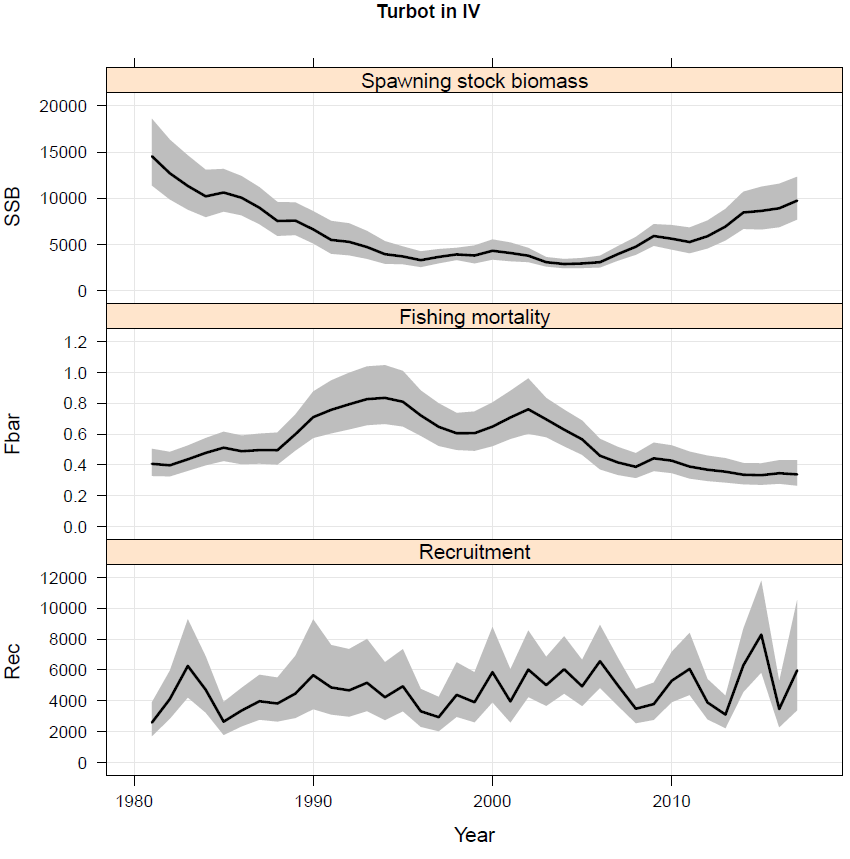 Turbot in IV
Spawning stock biomass
SSB
20000
15000
10000
5000
0
Fishing mortality
Fbar
1.2
1.0
0.8
0.6
0.4
0.2
0.0
Recruitment
Rec
12000
10000
8000
6000
4000
2000
0
1980 1990 2000 2010
Year